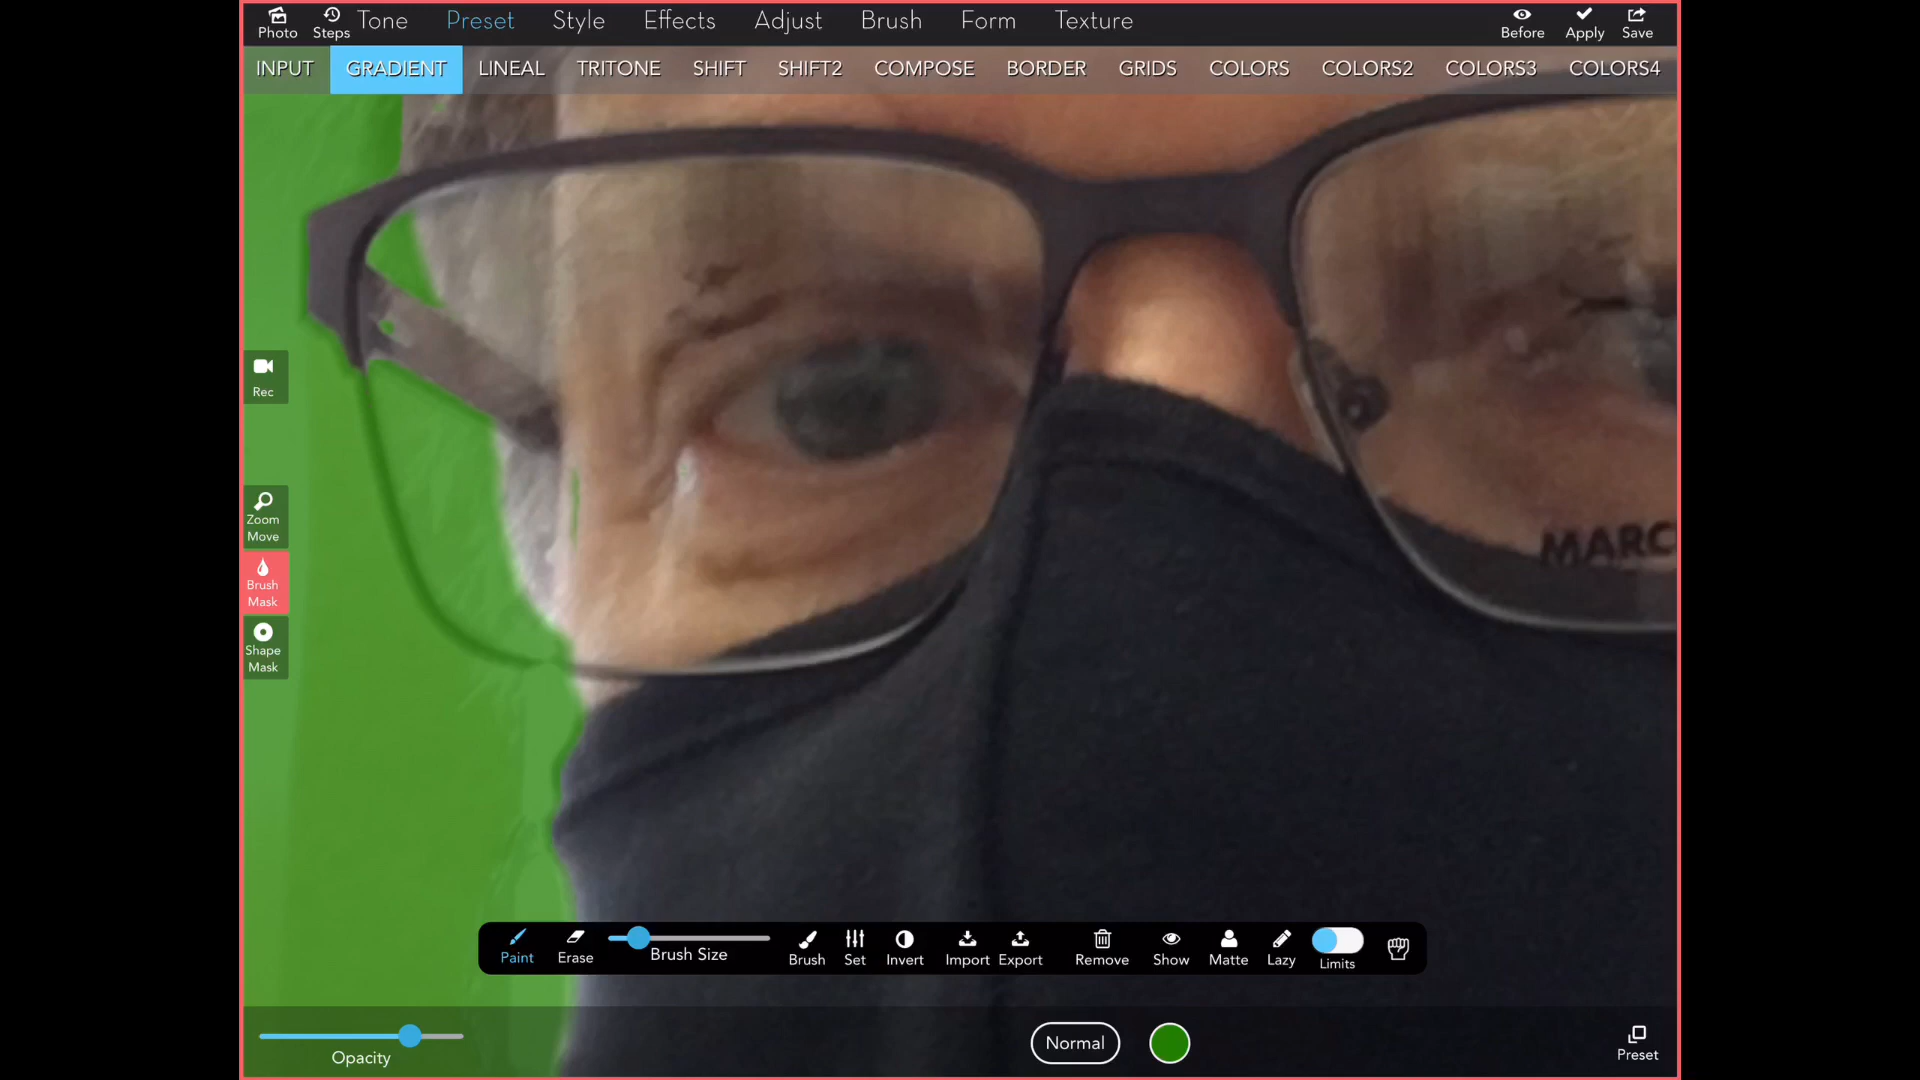 Photo Steps Tone Preset Style Effects Adjust Brush Form Texture Before Apply Save
INPUT GRADIENT LINEAL TRITONE SHIFT SHIFT2 COMPOSE BORDER GRIDS COLORS COLORS2 COLORS3 COLORS4
Rec
Zoom
Move
MARC
Brush
Mask
Shape
Mask
Paint Erase Brush Size Brush Set Invert Import Export Remove Show Matte Lazy Limits
Opacity Normal Preset